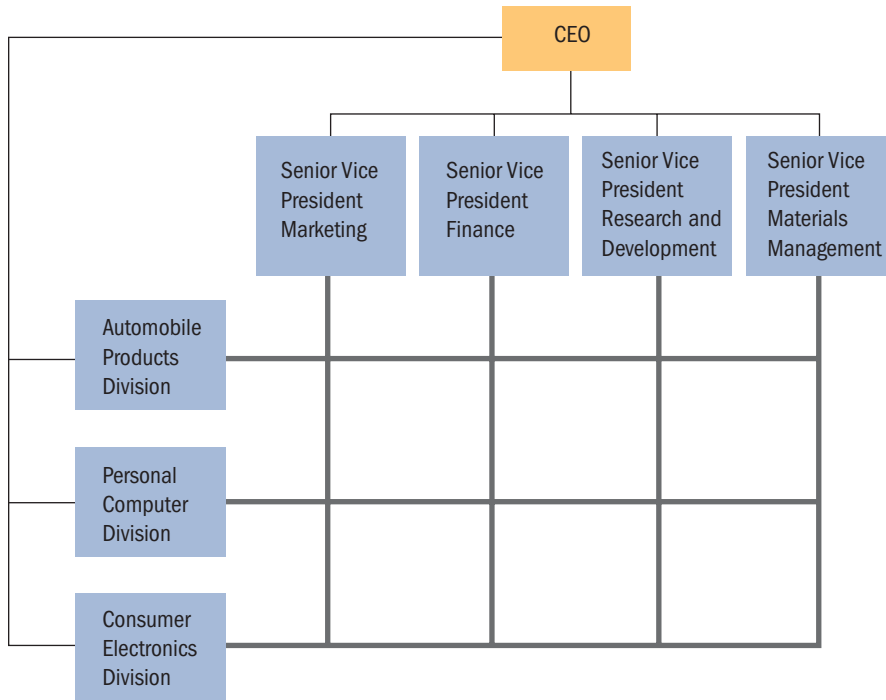 CEO
Senior Vice
President
Marketing
Senior Vice
President
Finance
Senior Vice
President
Research and
Development
Senior Vice
President
Materials
Management
Automobile
Products
Division
Personal
Computer
Division
Consumer
Electronics
Division